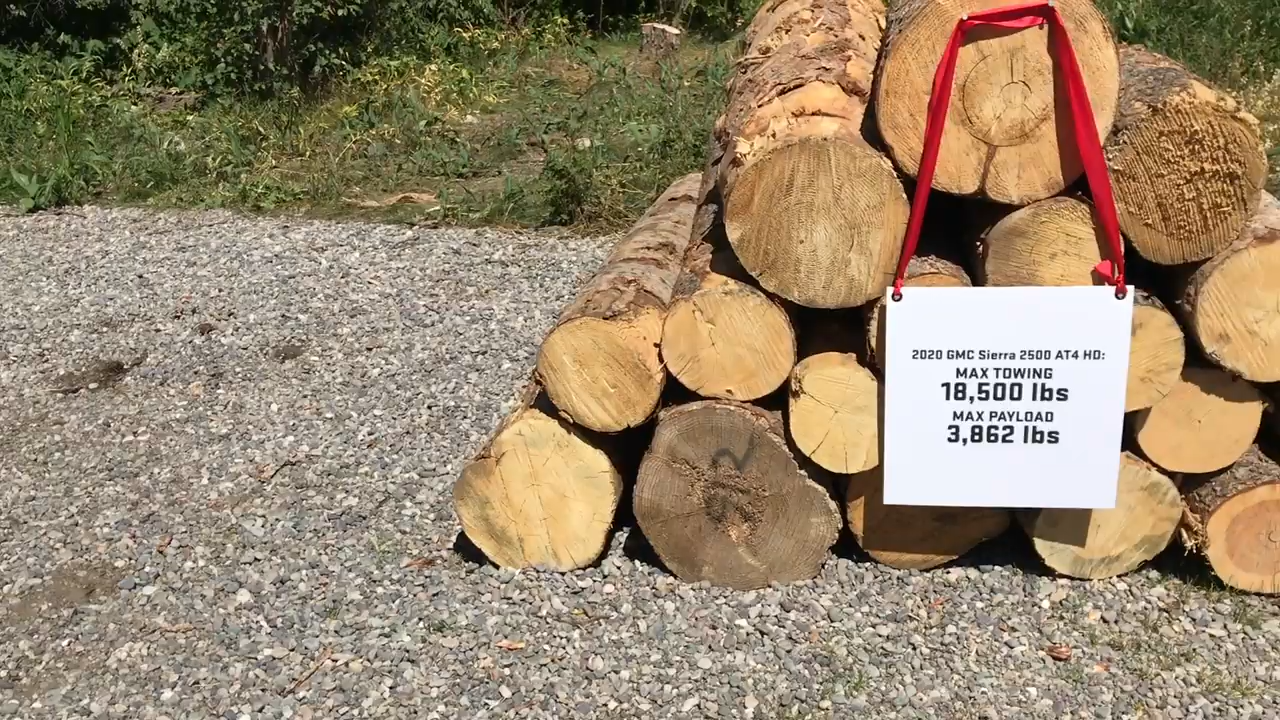 2020 GMC Sierra 2500 AT4 HD:
MAX TOWING
18,500 lbs
MAX PAYLOAD
3,862 lbs